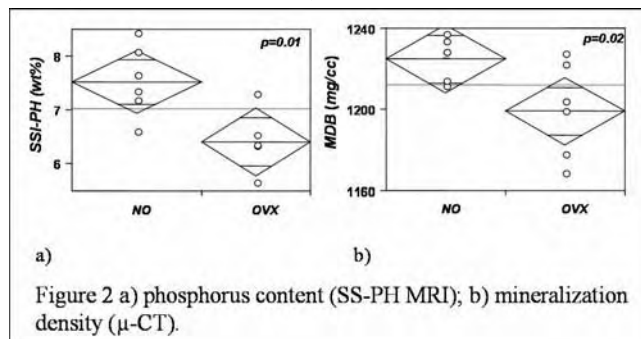 p=0.01
8
7
6
SSI-PH (wt%)
NO
OVX
a)
p=0.02
1240
1200
1160
MDB (mg/cc)
NO
OVX
b)
Figure 2 a) phosphorus content (SS-PH MRI); b) mineralization
density (μ-CT).